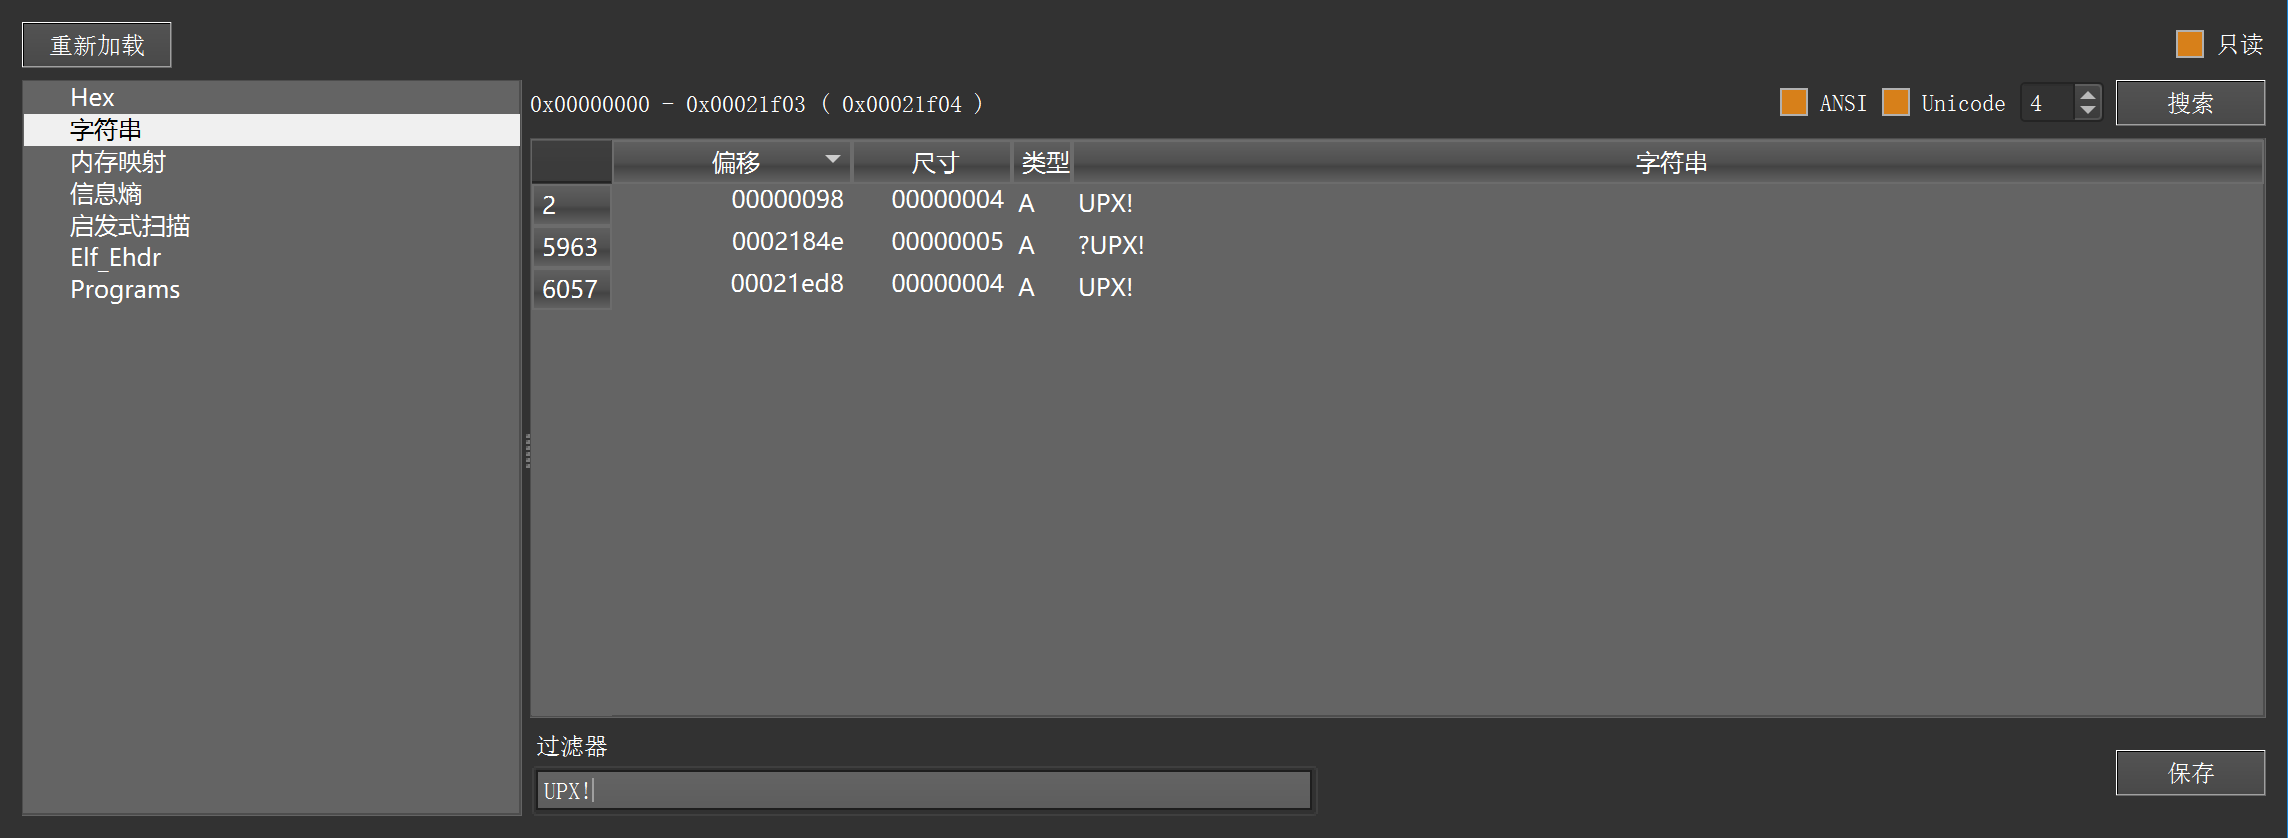 重新加载
只读
Hex
字符串
内存映射
信息熵
启发式扫描
Elf_Ehdr
Programs
0x00000000 - 0x00021f03 ( 0x00021f04 )
ANSI Unicode 4 搜索
偏移 尺寸 类型 字符串
2 00000098 00000004 A UPX!
5963 0002184e 00000005 A ?UPX!
6057 00021ed8 00000004 A UPX!
过滤器
UPX!
保存